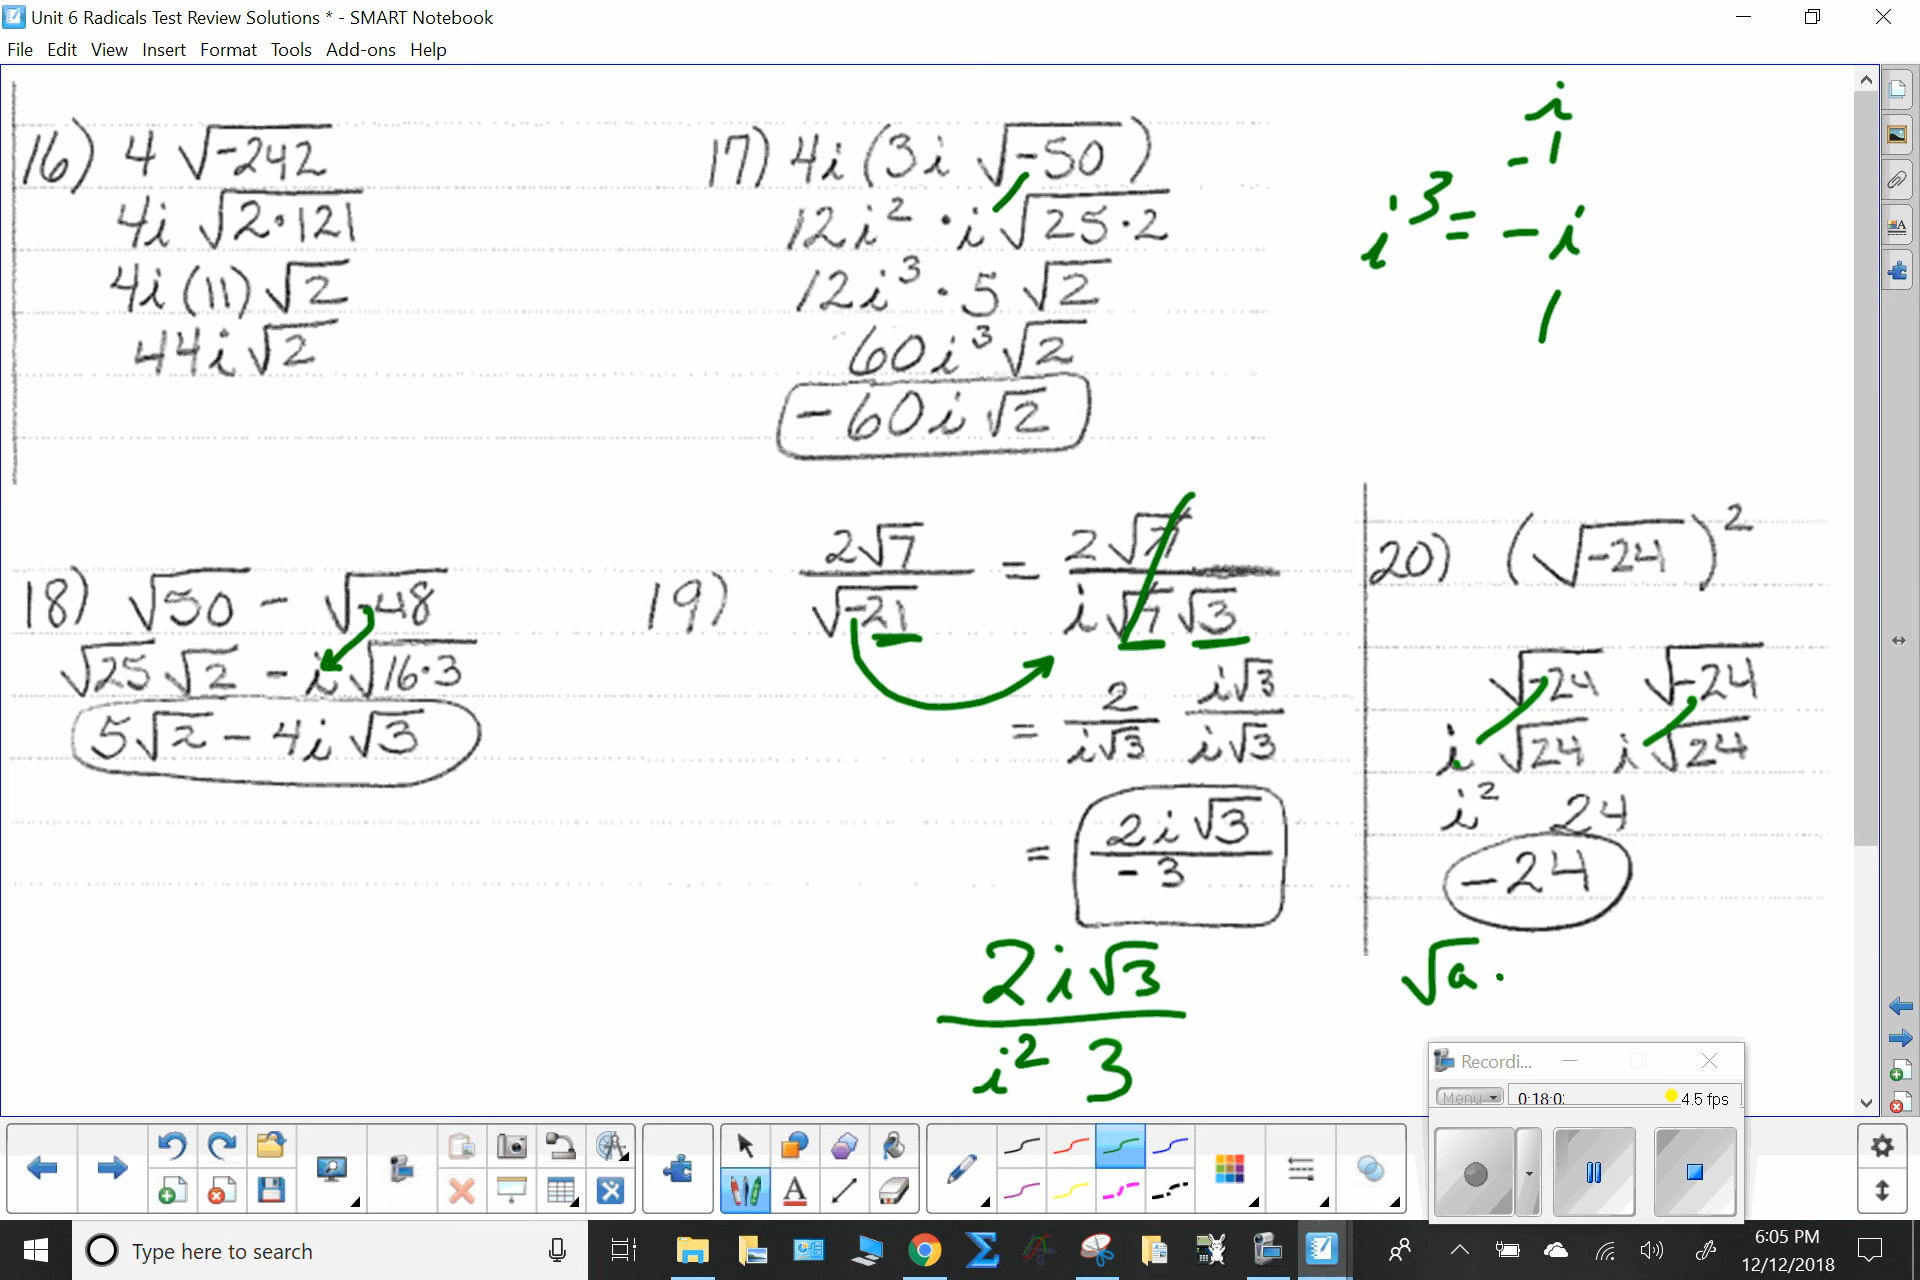 Unit 6 Radicals Test Review Solutions * - SMART Notebook
File Edit View Insert Format Tools Add-ons Help
16) 4 √-242
4i √2·121
4i (11) √2
44i √2
17) 4i (3i √-50)
12i² · i √25·2
12i³ · 5 √2
60i³ √2
-60i √2
i
-1
i³ = -i
1
18) √50 - √-48
√25 √2 - i √16·3
5√2 - 4i √3
19) 2√7 / √-21 = 2√7 / i√7 √3
= 2 / i√3 i√3 / i√3
= 2i√3 / -3
2i√3 / i² 3
20) (√-24)²
√-24 √-24
i √24 i √24
i² 24
-24
√a ·
Recordi...
Menu 0:18:0 4.5 fps
A
Type here to search
6:05 PM
12/12/2018